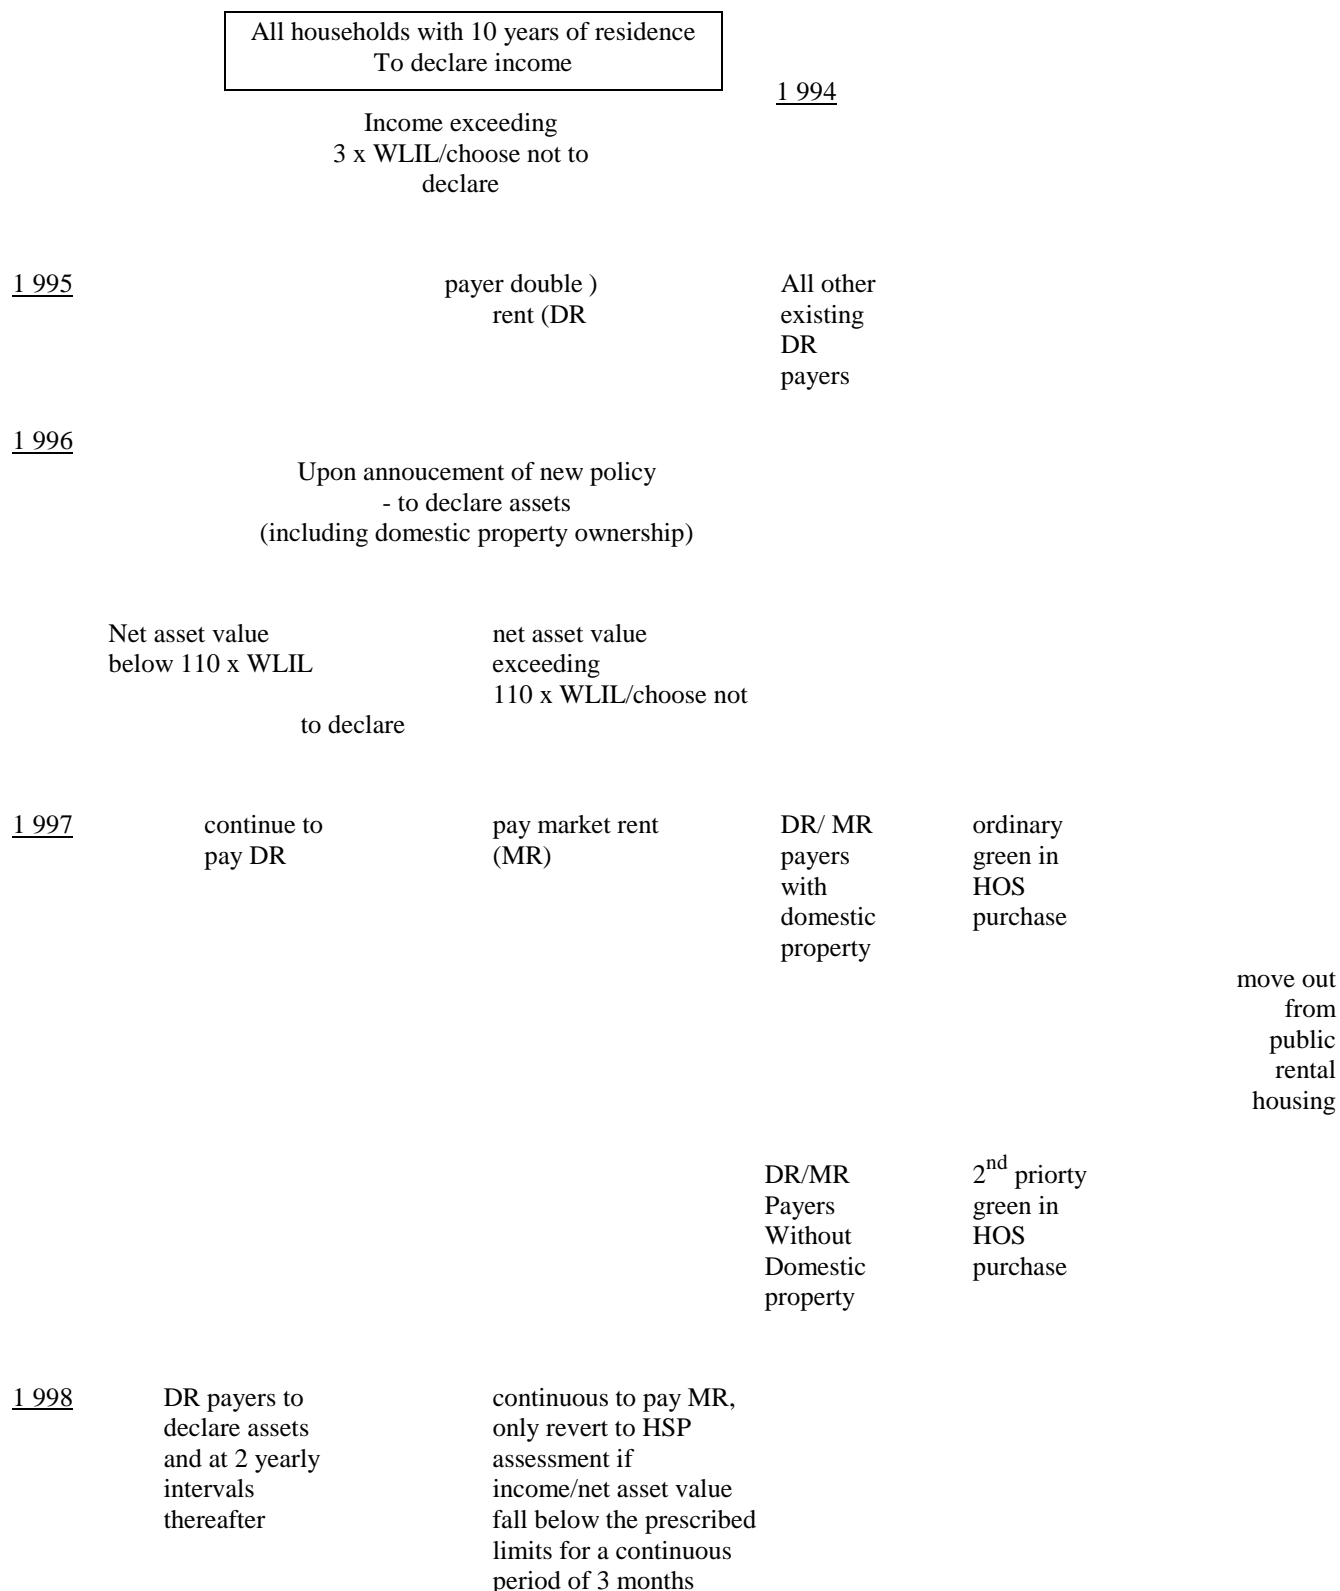 All households with 10 years of residence
To declare income
1 994
Income exceeding
3 x WLIL/choose not to
declare
1 995
payer double )
rent (DR
All other
existing
DR
payers
1 996
Upon annoucement of new policy
- to declare assets
(including domestic property ownership)
Net asset value
below 110 x WLIL
net asset value
exceeding
110 x WLIL/choose not
to declare
1 997
continue to
pay DR
pay market rent
(MR)
DR/ MR
payers
with
domestic
property
ordinary
green in
HOS
purchase
move out
from
public
rental
housing
DR/MR
Payers
Without
Domestic
property
2nd priorty
green in
HOS
purchase
1 998
DR payers to
declare assets
and at 2 yearly
intervals
thereafter
continuous to pay MR,
only revert to HSP
assessment if
income/net asset value
fall below the prescribed
limits for a continuous
period of 3 months